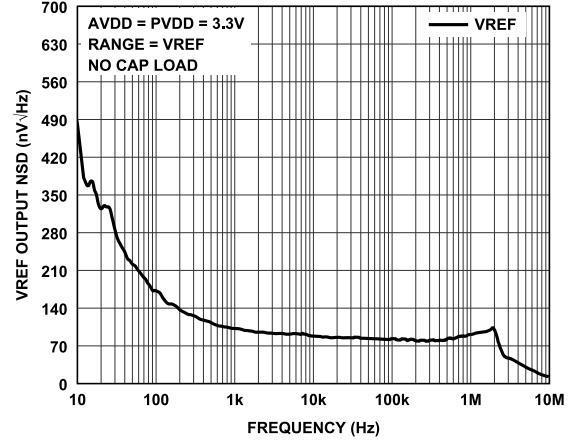 AVDD = PVDD = 3.3V
RANGE = VREF
NO CAP LOAD
VREF
VREF OUTPUT NSD (nV√Hz)
700
630
560
490
420
350
280
210
140
70
0
10
100
1k
10k
100k
1M
10M
FREQUENCY (Hz)